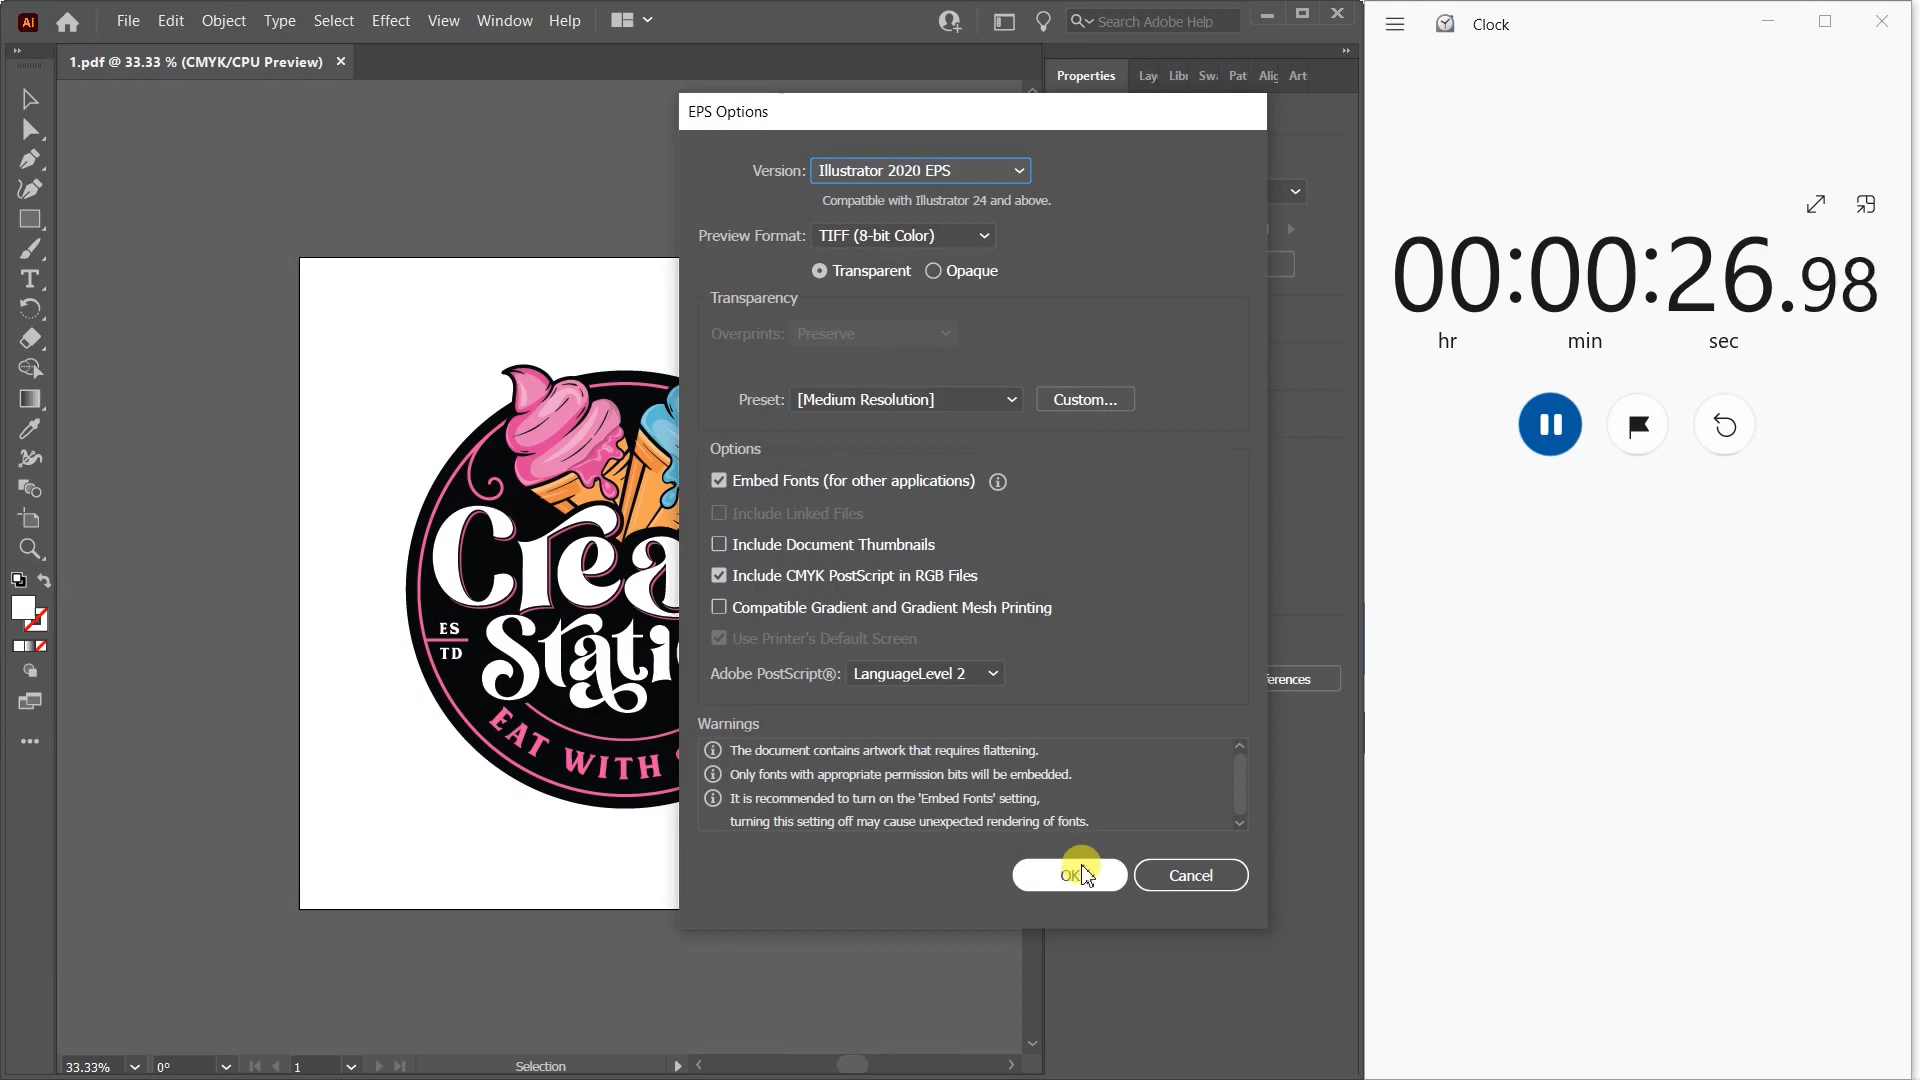 Ai
File Edit Object Type Select Effect View Window Help
Search Adobe Help
Clock
1.pdf @ 33.33 % (CMYK/CPU Preview)
Properties Lay Libr Swa Pat Alig Art
EPS Options
Version: Illustrator 2020 EPS
Compatible with Illustrator 24 and above.
Preview Format: TIFF (8-bit Color)
Transparent Opaque
Transparency
Overprints: Preserve
Preset: [Medium Resolution] Custom...
Options
Embed Fonts (for other applications)
Include Linked Files
Include Document Thumbnails
Include CMYK PostScript in RGB Files
Compatible Gradient and Gradient Mesh Printing
Use Printer's Default Screen
Adobe PostScript®: LanguageLevel 2
Warnings
The document contains artwork that requires flattening.
Only fonts with appropriate permission bits will be embedded.
It is recommended to turn on the 'Embed Fonts' setting,
turning this setting off may cause unexpected rendering of fonts.
OK Cancel
erences
Crea
Stati
ES
TD
EAT WITH
00:00:26.98
hr min sec
33.33% 0° 1 Selection